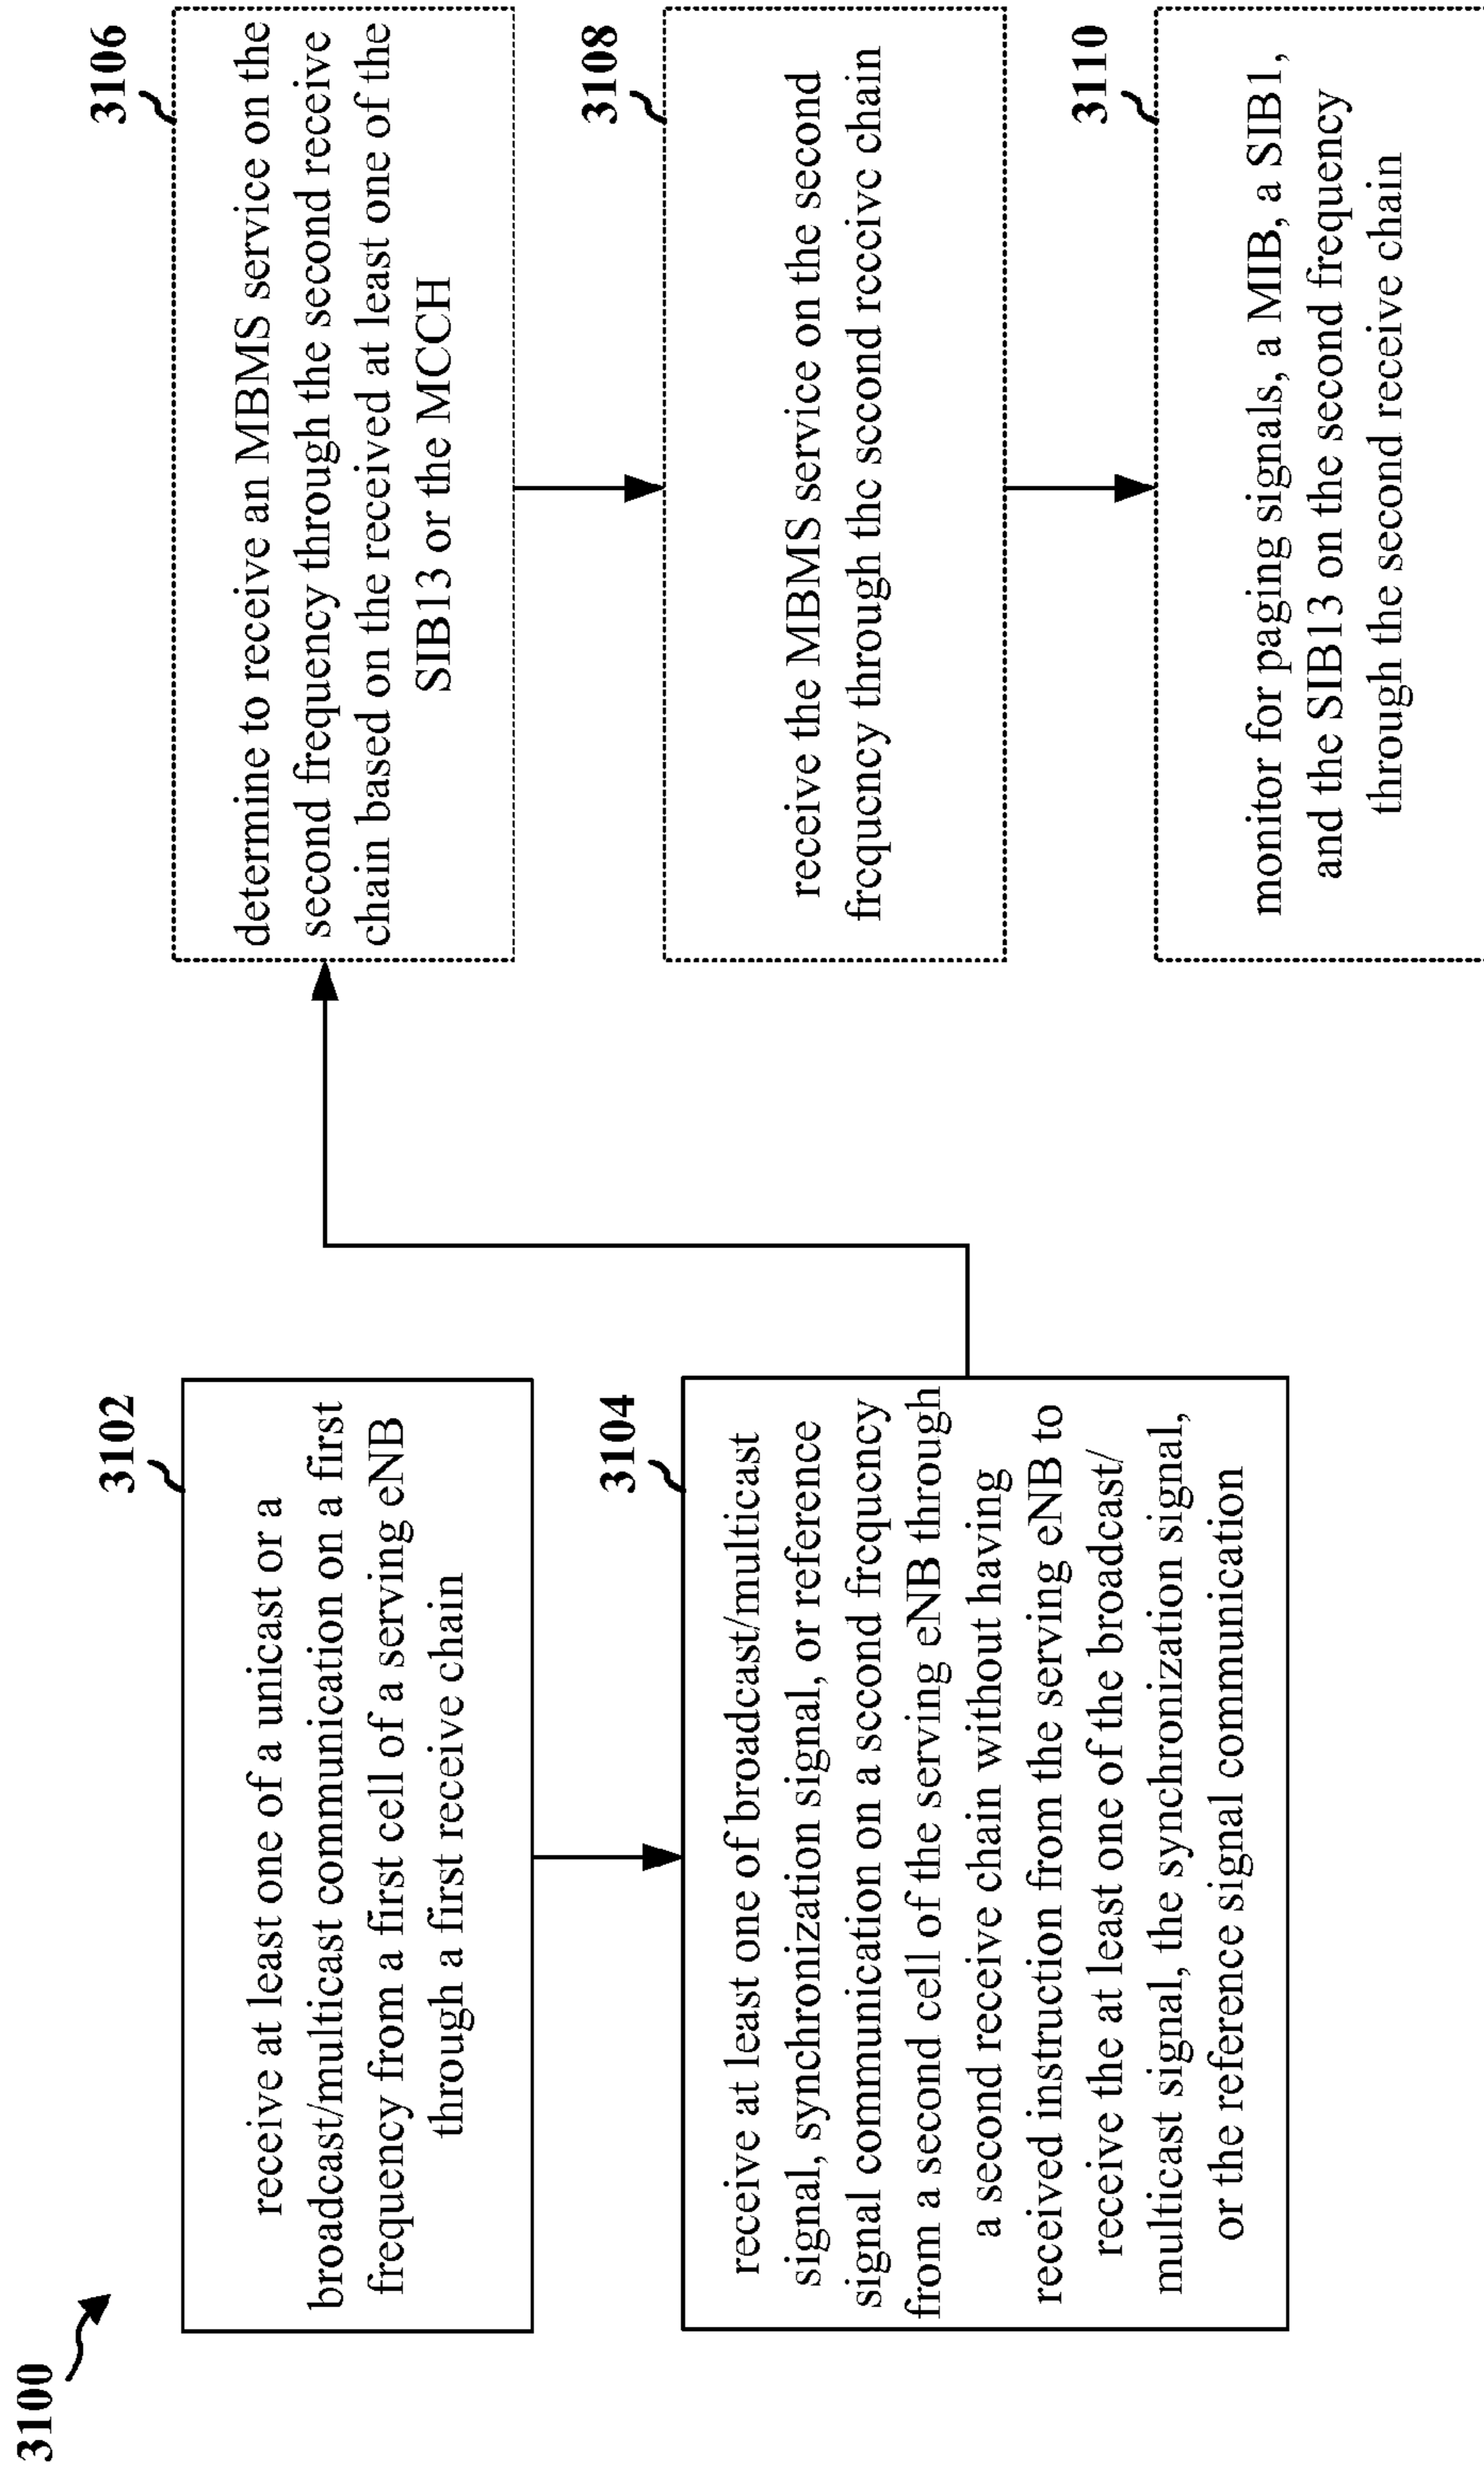 3100
3102
receive at least one of a unicast or a
broadcast/multicast communication on a first
frequency from a first cell of a serving eNB
through a first receive chain
3104
receive at least one of broadcast/multicast
signal, synchronization signal, or reference
signal communication on a second frequency
from a second cell of the serving eNB through
a second receive chain without having
received instruction from the serving eNB to
receive the at least one of the broadcast/
multicast signal, the synchronization signal,
or the reference signal communication
3106
determine to receive an MBMS service on the
second frequency through the second receive
chain based on the received at least one of the
SIB13 or the MCCH
3108
receive the MBMS service on the second
frequency through the second receive chain
3110
monitor for paging signals, a MIB, a SIB1,
and the SIB13 on the second frequency
through the second receive chain